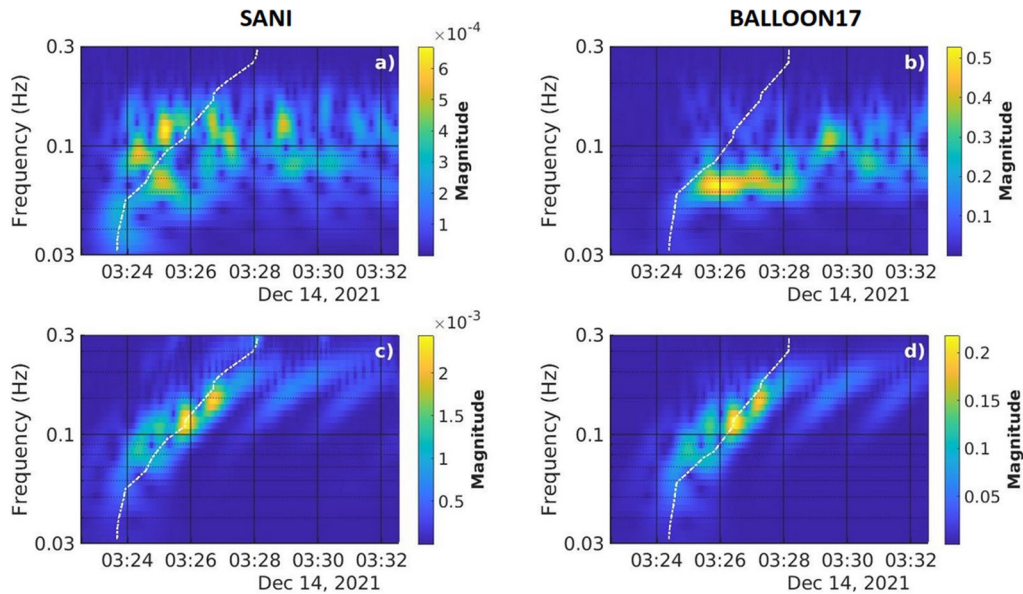 SANI
BALLOON17
×10⁻⁴
0.3
0.1
0.03
Frequency (Hz)
a)
6
5
4
3
2
1
Magnitude
03:24 03:26 03:28 03:30 03:32
Dec 14, 2021
0.3
0.1
0.03
Frequency (Hz)
b)
0.5
0.4
0.3
0.2
0.1
Magnitude
03:24 03:26 03:28 03:30 03:32
Dec 14, 2021
×10⁻³
0.3
0.1
0.03
Frequency (Hz)
c)
2
1.5
1
0.5
Magnitude
03:24 03:26 03:28 03:30 03:32
Dec 14, 2021
0.3
0.1
0.03
Frequency (Hz)
d)
0.2
0.15
0.1
0.05
Magnitude
03:24 03:26 03:28 03:30 03:32
Dec 14, 2021